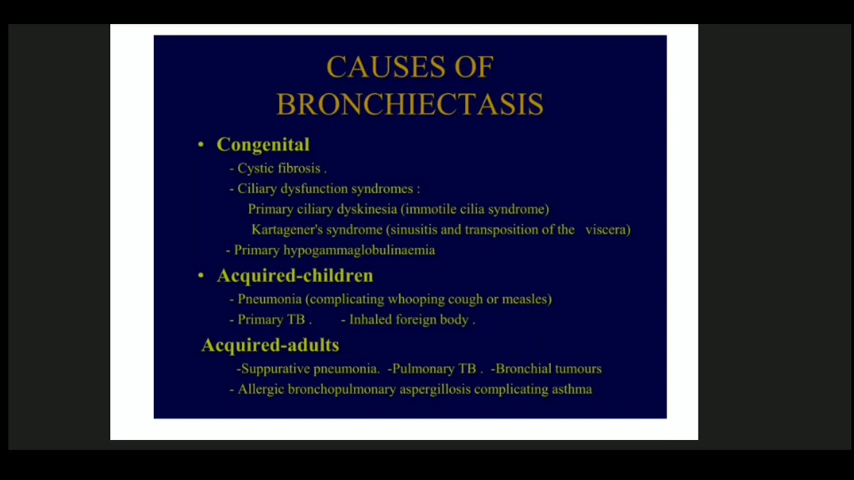 CAUSES OF
BRONCHIECTASIS
• Congenital
- Cystic fibrosis .
- Ciliary dysfunction syndromes :
Primary ciliary dyskinesia (immotile cilia syndrome)
Kartagener's syndrome (sinusitis and transposition of the viscera)
- Primary hypogammaglobulinaemia
• Acquired-children
- Pneumonia (complicating whooping cough or measles)
- Primary TB . - Inhaled foreign body .
Acquired-adults
-Suppurative pneumonia. -Pulmonary TB . -Bronchial tumours
- Allergic bronchopulmonary aspergillosis complicating asthma